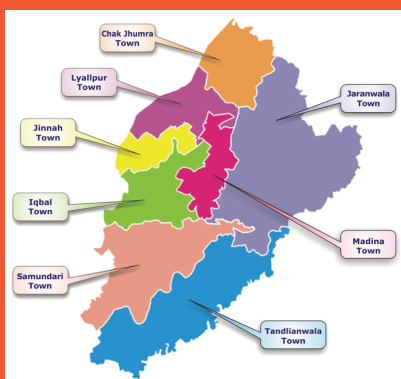 Chak Jhumra
Town
Lyallpur
Town
Jaranwala
Town
Jinnah
Town
Iqbal
Town
Madina
Town
Samundari
Town
Tandlianwala
Town